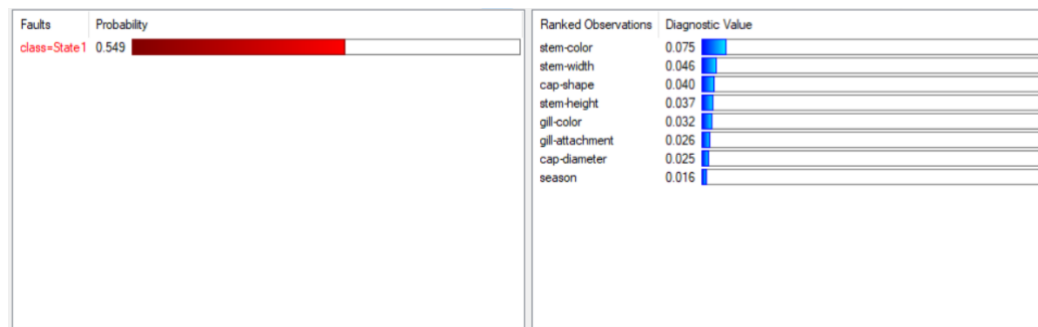 Faults Probability
class=State1 0.549
Ranked Observations Diagnostic Value
stem-color 0.075
stem-width 0.046
cap-shape 0.040
stem-height 0.037
gill-color 0.032
gill-attachment 0.026
cap-diameter 0.025
season 0.016